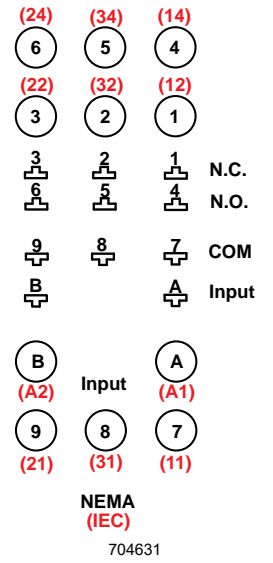 (24) (34) (14)
6 5 4
(22) (32) (12)
3 2 1
3 2 1 N.C.
6 5 4 N.O.
9 8 7 COM
B A Input
B Input A
(A2) (A1)
9 8 7
(21) (31) (11)
NEMA
(IEC)
704631